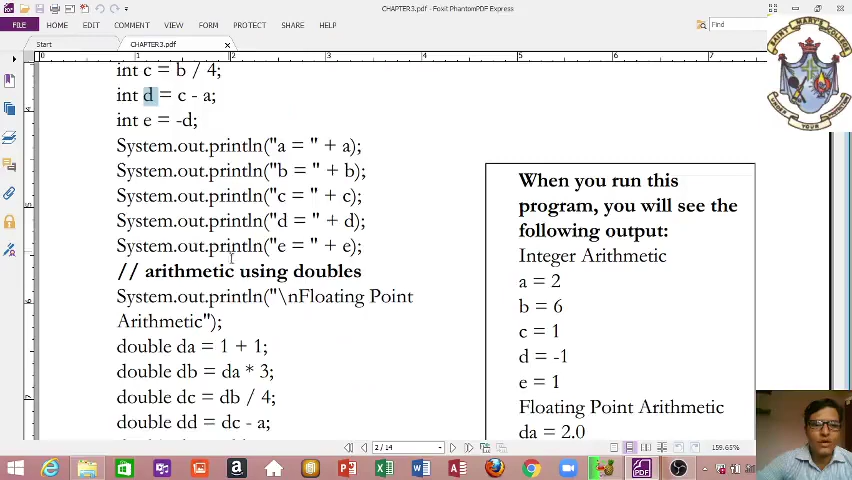 CHAPTER3.pdf - Foxit PhantomPDF Express
FILE HOME EDIT COMMENT VIEW FORM PROTECT SHARE HELP
Find
Start CHAPTER3.pdf
int c = b / 4;
int d = c - a;
int e = -d;
System.out.println("a = " + a);
System.out.println("b = " + b);
System.out.println("c = " + c);
System.out.println("d = " + d);
System.out.println("e = " + e);
// arithmetic using doubles
System.out.println("\nFloating Point
Arithmetic");
double da = 1 + 1;
double db = da * 3;
double dc = db / 4;
double dd = dc - a;
When you run this
program, you will see the
following output:
Integer Arithmetic
a = 2
b = 6
c = 1
d = -1
e = 1
Floating Point Arithmetic
da = 2.0
2 / 14
159.65%